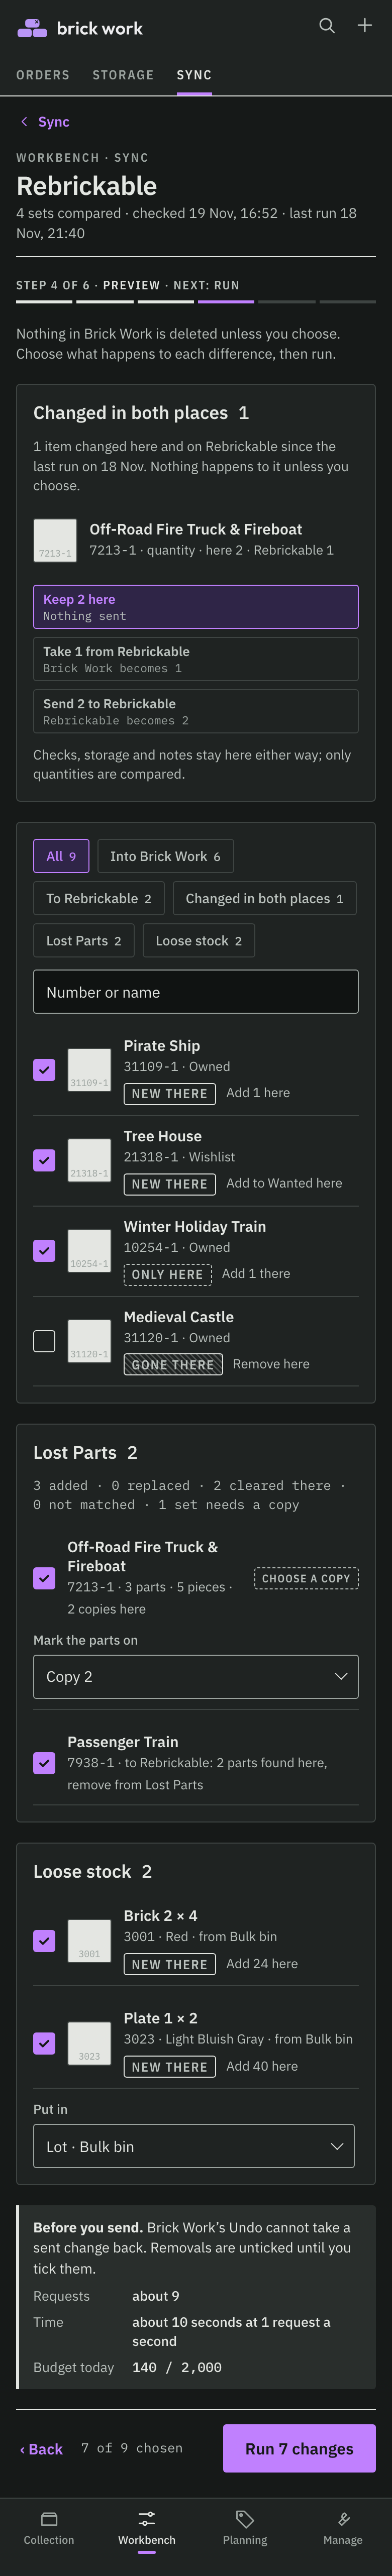 brick work
ORDERS STORAGE SYNC
‹ Sync
WORKBENCH · SYNC
Rebrickable
4 sets compared · checked 19 Nov, 16:52 · last run 18
Nov, 21:40
STEP 4 OF 6 · PREVIEW · NEXT: RUN
Nothing in Brick Work is deleted unless you choose.
Choose what happens to each difference, then run.
Changed in both places 1
1 item changed here and on Rebrickable since the
last run on 18 Nov. Nothing happens to it unless you
choose.
7213-1
Off-Road Fire Truck & Fireboat
7213-1 · quantity · here 2 · Rebrickable 1
Keep 2 here
Nothing sent
Take 1 from Rebrickable
Brick Work becomes 1
Send 2 to Rebrickable
Rebrickable becomes 2
Checks, storage and notes stay here either way; only
quantities are compared.
All 9 Into Brick Work 6
To Rebrickable 2 Changed in both places 1
Lost Parts 2 Loose stock 2
Number or name
31109-1
Pirate Ship
31109-1 · Owned
NEW THERE Add 1 here
21318-1
Tree House
21318-1 · Wishlist
NEW THERE Add to Wanted here
10254-1
Winter Holiday Train
10254-1 · Owned
ONLY HERE Add 1 there
31120-1
Medieval Castle
31120-1 · Owned
GONE THERE Remove here
Lost Parts 2
3 added · 0 replaced · 2 cleared there ·
0 not matched · 1 set needs a copy
Off-Road Fire Truck &
Fireboat
7213-1 · 3 parts · 5 pieces ·
2 copies here
CHOOSE A COPY
Mark the parts on
Copy 2
Passenger Train
7938-1 · to Rebrickable: 2 parts found here,
remove from Lost Parts
Loose stock 2
3001
Brick 2 × 4
3001 · Red · from Bulk bin
NEW THERE Add 24 here
3023
Plate 1 × 2
3023 · Light Bluish Gray · from Bulk bin
NEW THERE Add 40 here
Put in
Lot · Bulk bin
Before you send. Brick Work's Undo cannot take a
sent change back. Removals are unticked until you
tick them.
Requests about 9
Time about 10 seconds at 1 request a
second
Budget today 140 / 2,000
‹ Back 7 of 9 chosen Run 7 changes
Collection Workbench Planning Manage